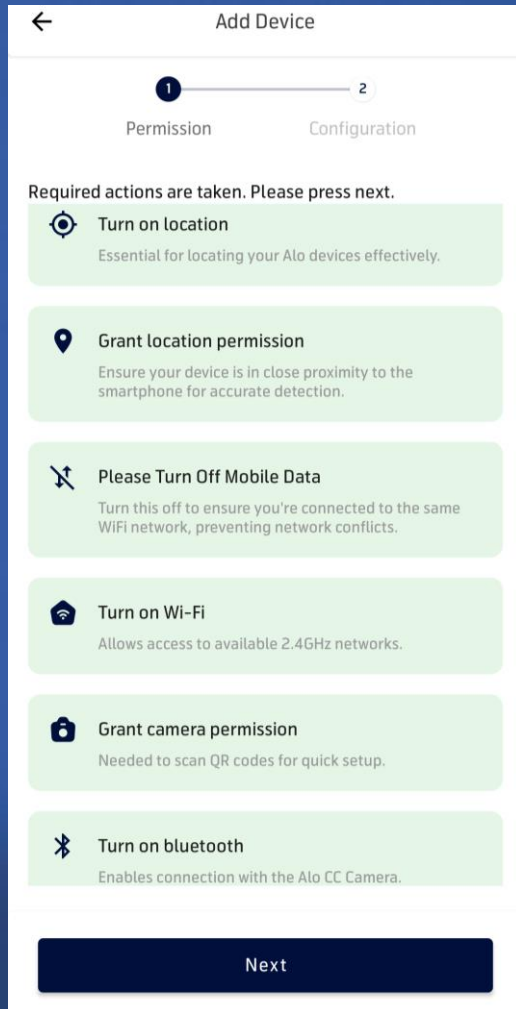 Add Device
1
2
Permission
Configuration
Required actions are taken. Please press next.
Turn on location
Essential for locating your Alo devices effectively.
Grant location permission
Ensure your device is in close proximity to the
smartphone for accurate detection.
Please Turn Off Mobile Data
Turn this off to ensure you're connected to the same
WiFi network, preventing network conflicts.
Turn on Wi-Fi
Allows access to available 2.4GHz networks.
Grant camera permission
Needed to scan QR codes for quick setup.
Turn on bluetooth
Enables connection with the Alo CC Camera.
Next